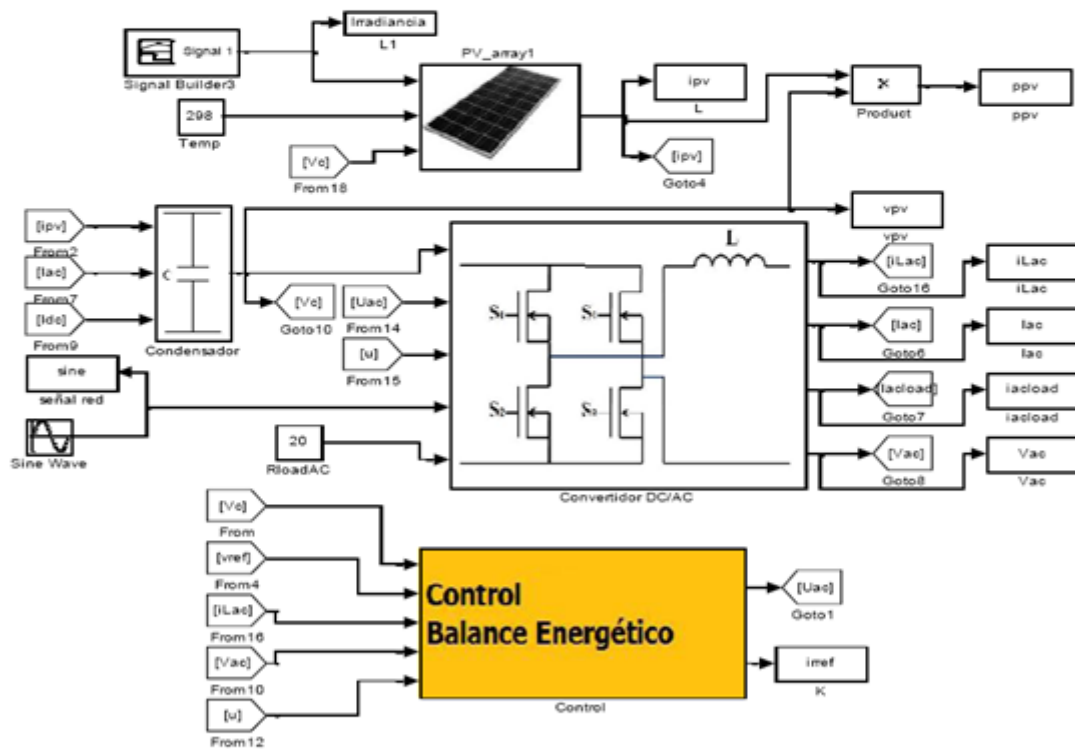 Irradiancia
L1
Signal 1
Signal Builder3
PV_array1
298
Temp
[Vc]
From18
ipv
L
[ipv]
Goto4
×
Product
ppv
ppv
vpv
vpv
[ipv]
From2
[Iac]
From7
[Idc]
From9
C
Condensador
[Vc]
Goto10
[Uac]
From14
[u]
From15
sine
señal red
Sine Wave
20
RloadAC
L
S₁
S₂
S₃
Convertidor DC/AC
[iLac]
Goto16
iLac
iLac
[Iac]
Goto6
Iac
Iac
[iacload]
Goto7
iacload
iacload
[Vac]
Goto8
Vac
Vac
[Vc]
From
[vref]
From4
[iLac]
From16
[Vac]
From10
[u]
From12
Control
Balance Energético
Control
[Uac]
Goto1
irref
K